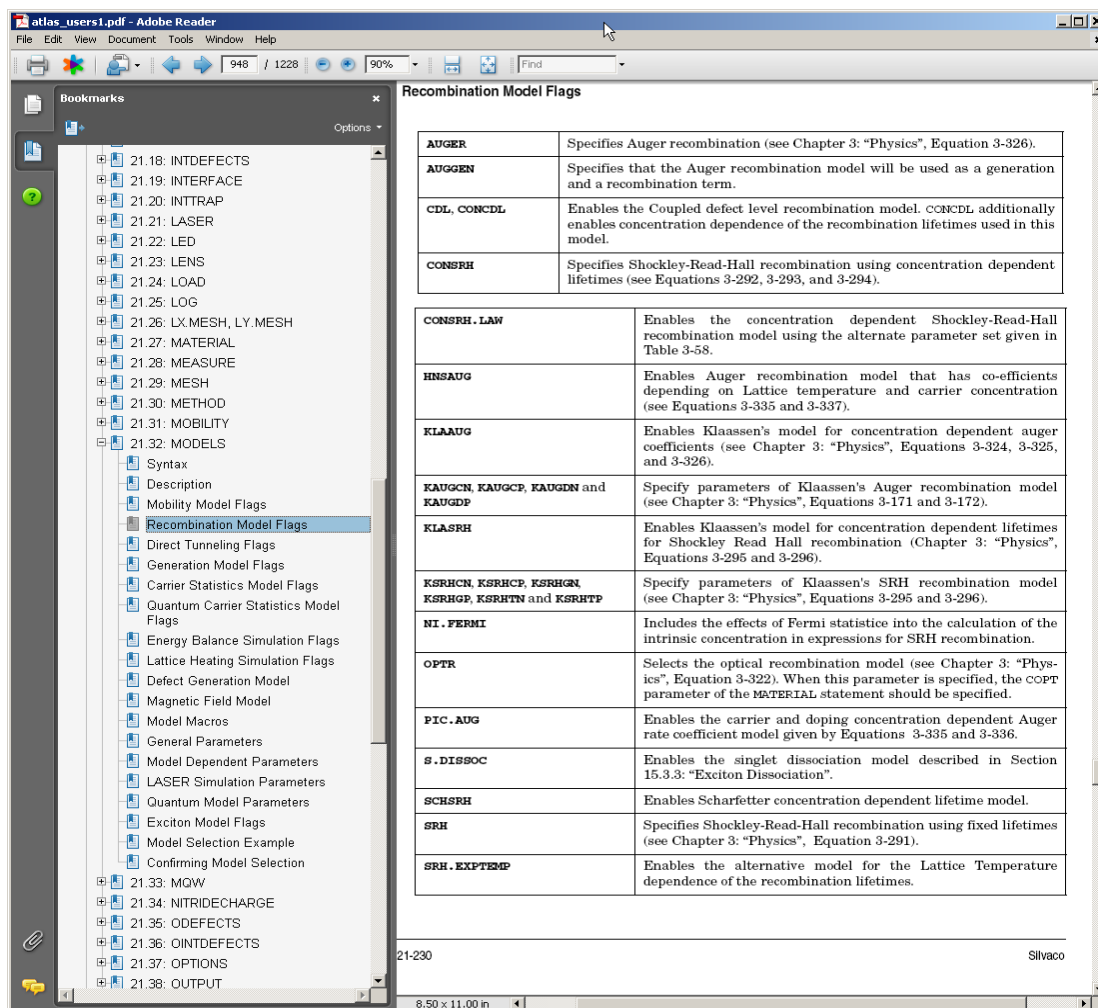 atlas_users1.pdf - Adobe Reader
File Edit View Document Tools Window Help
948 / 1228 90% Find
Bookmarks
Options
21.18: INTDEFECTS
21.19: INTERFACE
21.20: INTTRAP
21.21: LASER
21.22: LED
21.23: LENS
21.24: LOAD
21.25: LOG
21.26: LX.MESH, LY.MESH
21.27: MATERIAL
21.28: MEASURE
21.29: MESH
21.30: METHOD
21.31: MOBILITY
21.32: MODELS
Syntax
Description
Mobility Model Flags
Recombination Model Flags
Direct Tunneling Flags
Generation Model Flags
Carrier Statistics Model Flags
Quantum Carrier Statistics Model
Flags
Energy Balance Simulation Flags
Lattice Heating Simulation Flags
Defect Generation Model
Magnetic Field Model
Model Macros
General Parameters
Model Dependent Parameters
LASER Simulation Parameters
Quantum Model Parameters
Exciton Model Flags
Model Selection Example
Confirming Model Selection
21.33: MQW
21.34: NITRIDECHARGE
21.35: ODEFECTS
21.36: OINTDEFECTS
21.37: OPTIONS
21.38: OUTPUT
Recombination Model Flags
AUGER Specifies Auger recombination (see Chapter 3: “Physics”, Equation 3-326).
AUGGEN Specifies that the Auger recombination model will be used as a generation
and a recombination term.
CDL, CONCDL Enables the Coupled defect level recombination model. CONCDL additionally
enables concentration dependence of the recombination lifetimes used in this
model.
CONSRH Specifies Shockley-Read-Hall recombination using concentration dependent
lifetimes (see Equations 3-292, 3-293, and 3-294).
CONSRH.LAW Enables the concentration dependent Shockley-Read-Hall
recombination model using the alternate parameter set given in
Table 3-58.
HNSAUG Enables Auger recombination model that has co-efficients
depending on Lattice temperature and carrier concentration
(see Equations 3-335 and 3-337).
KLAAUG Enables Klaassen's model for concentration dependent auger
coefficients (see Chapter 3: “Physics”, Equations 3-324, 3-325,
and 3-326).
KAUGCN, KAUGCP, KAUGDN and Specify parameters of Klaassen's Auger recombination model
KAUGDP (see Chapter 3: “Physics”, Equations 3-171 and 3-172).
KLASRH Enables Klaassen's model for concentration dependent lifetimes
for Shockley Read Hall recombination (Chapter 3: “Physics”,
Equations 3-295 and 3-296).
KSRHCN, KSRHCP, KSRHGN, Specify parameters of Klaassen's SRH recombination model
KSRHGP, KSRHTN and KSRHTP (see Chapter 3: “Physics”, Equations 3-295 and 3-296).
NI.FERMI Includes the effects of Fermi statistics into the calculation of the
intrinsic concentration in expressions for SRH recombination.
OPTR Selects the optical recombination model (see Chapter 3: “Phys-
ics”, Equation 3-322). When this parameter is specified, the COPT
parameter of the MATERIAL statement should be specified.
PIC.AUG Enables the carrier and doping concentration dependent Auger
rate coefficient model given by Equations 3-335 and 3-336.
S.DISSOC Enables the singlet dissociation model described in Section
15.3.3: “Exciton Dissociation”.
SCHSRH Enables Scharfetter concentration dependent lifetime model.
SRH Specifies Shockley-Read-Hall recombination using fixed lifetimes
(see Chapter 3: “Physics”, Equation 3-291).
SRH.EXPTEMP Enables the alternative model for the Lattice Temperature
dependence of the recombination lifetimes.
21-230 Silvaco
8.50 x 11.00 in